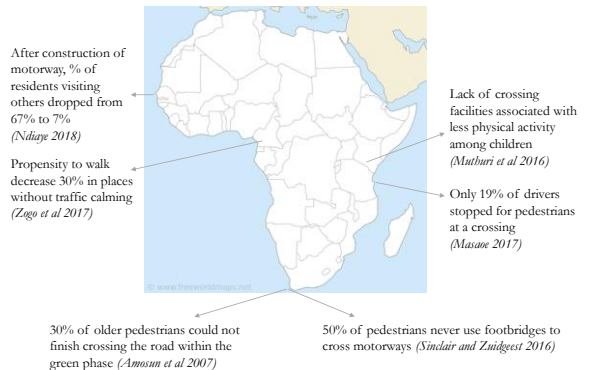 After construction of
motorway, % of
residents visiting
others dropped from
67% to 7%
(Ndiaye 2018)
Propensity to walk
decrease 30% in places
without traffic calming
(Zogo et al 2017)
Lack of crossing
facilities associated with
less physical activity
among children
(Muthuri et al 2016)
Only 19% of drivers
stopped for pedestrians
at a crossing
(Masaoe 2017)
© www.freeworldmaps.net
30% of older pedestrians could not
finish crossing the road within the
green phase (Amosun et al 2007)
50% of pedestrians never use footbridges to
cross motorways (Sinclair and Zuidgeest 2016)